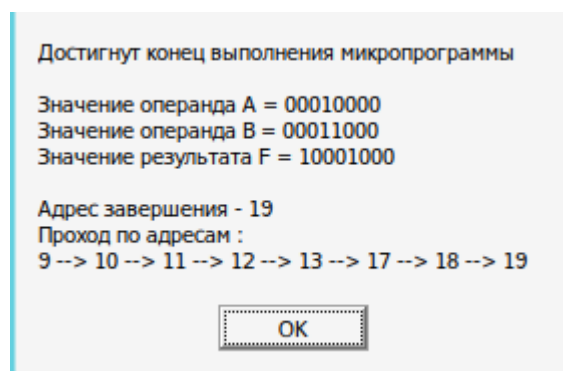 Достигнут конец выполнения микропрограммы
Значение операнда A = 00010000
Значение операнда B = 00011000
Значение результата F = 10001000
Адрес завершения - 19
Проход по адресам :
9 --> 10 --> 11 --> 12 --> 13 --> 17 --> 18 --> 19
OK